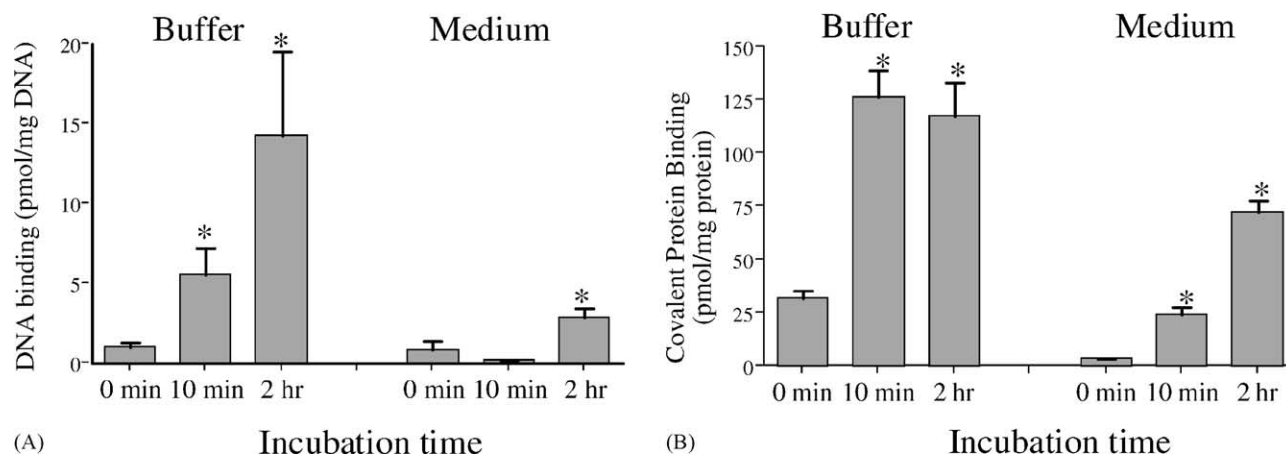 Buffer
Medium
DNA binding (pmol/mg DNA)
20
15
10
5
0
*
*
*
0 min 10 min 2 hr
0 min 10 min 2 hr
(A)
Incubation time
Buffer
Medium
Covalent Protein Binding
(pmol/mg protein)
150
125
100
75
50
25
0
*
*
*
*
0 min 10 min 2 hr
0 min 10 min 2 hr
(B)
Incubation time